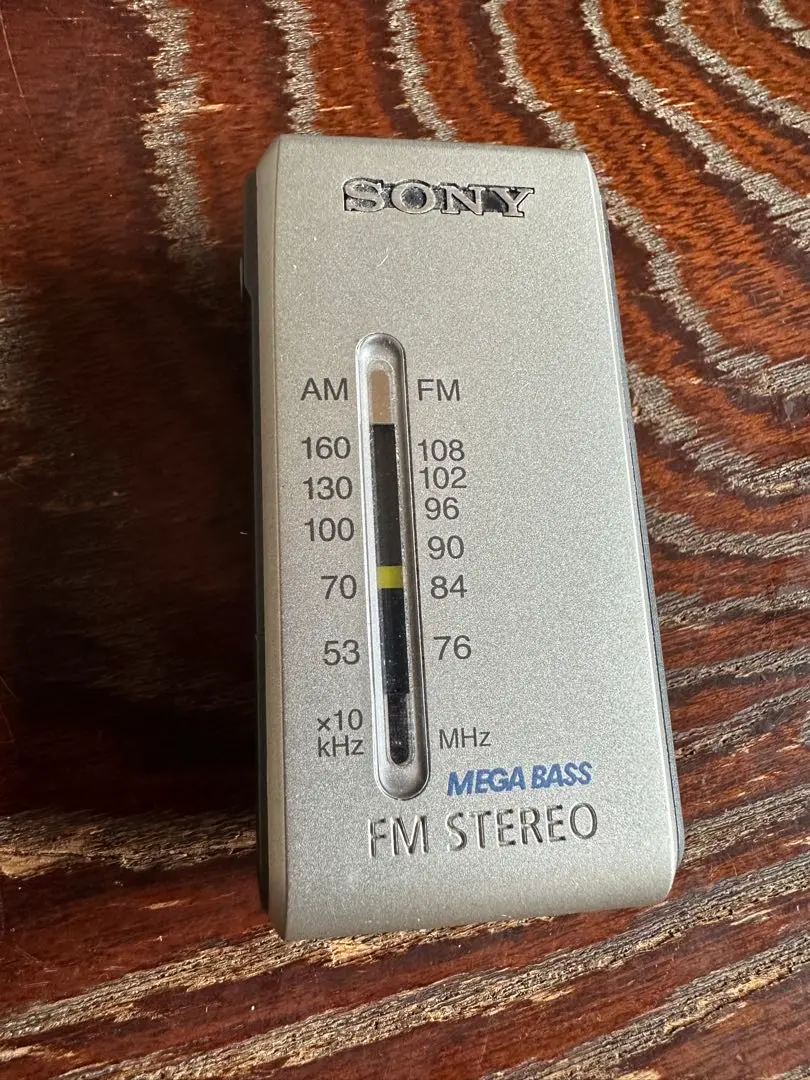 SONY
AM FM
160 108
130 102
100 96
90
70 84
53 76
×10
kHz MHz
MEGA BASS
FM STEREO